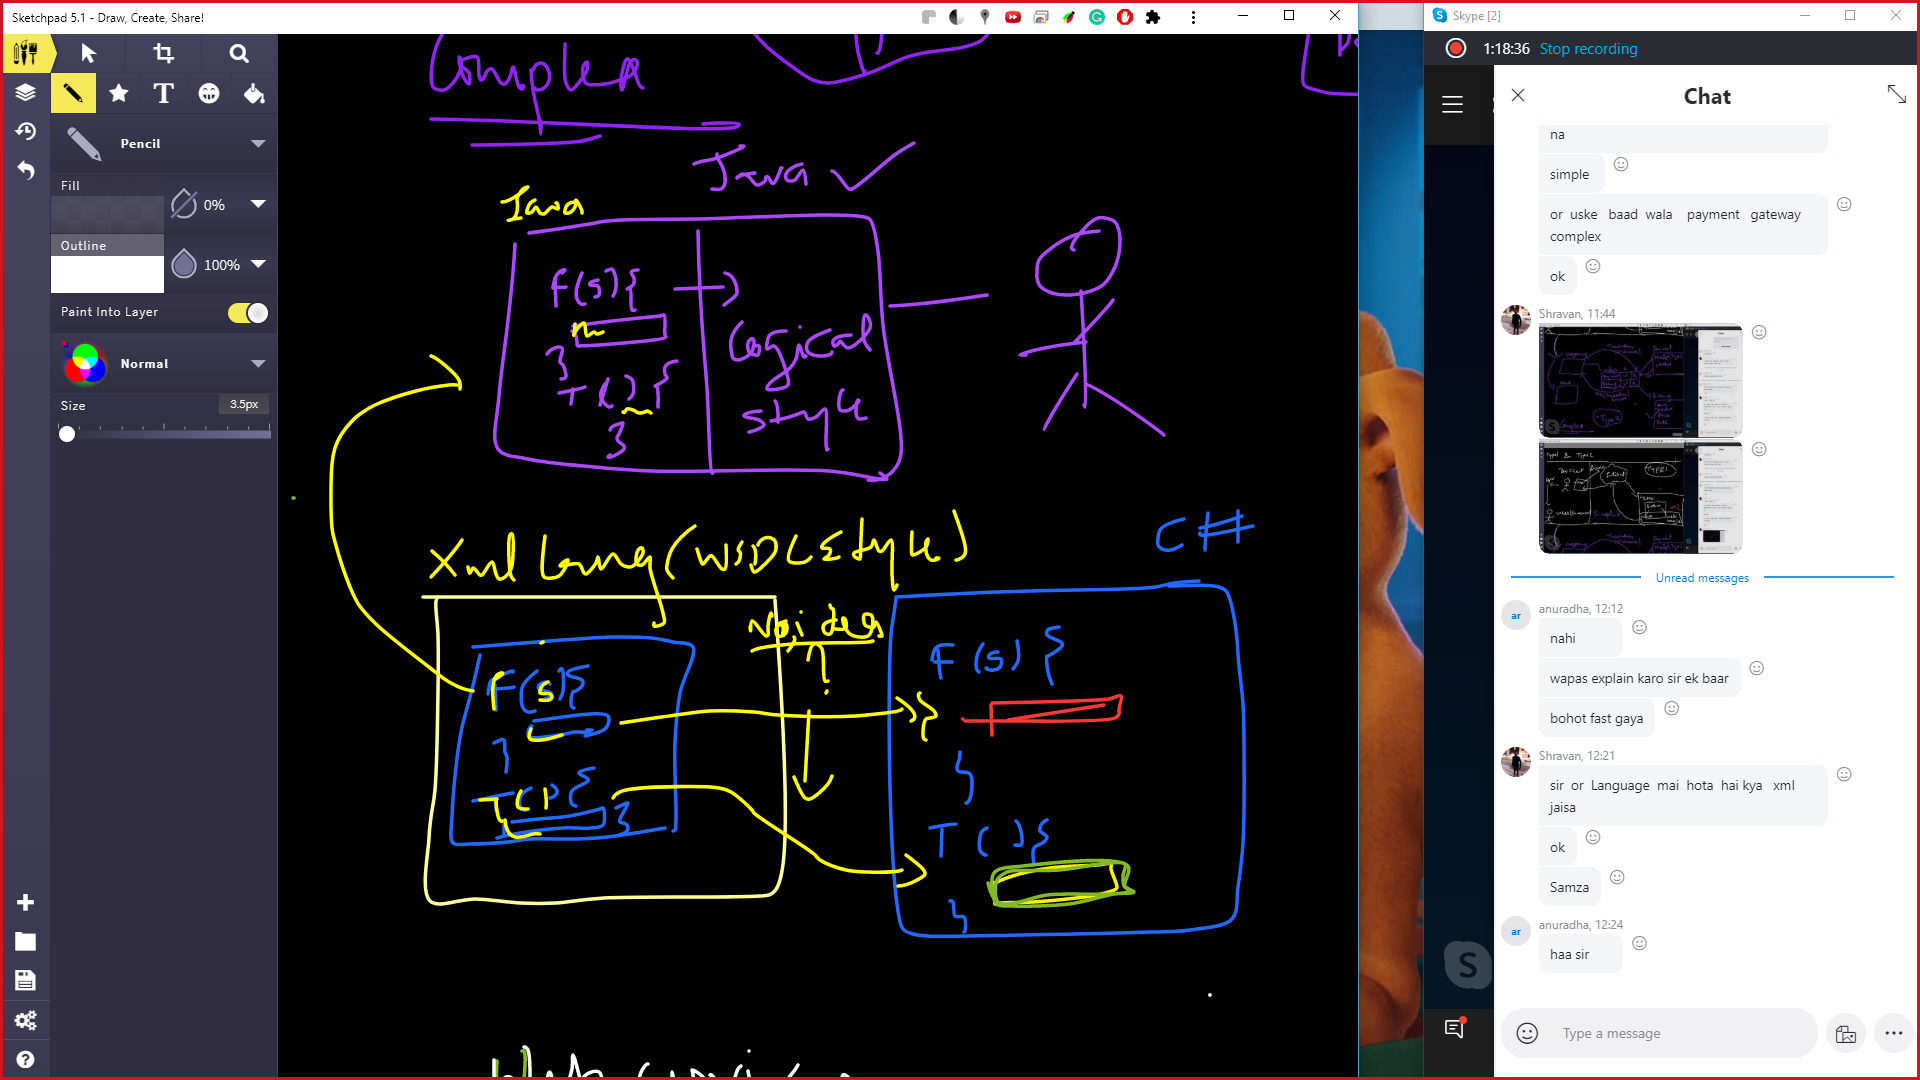 Sketchpad 5.1 - Draw, Create, Share!
Pencil
Fill
0%
Outline
100%
Paint Into Layer
Normal
Size
3.5px
Complex
Java
Java
F(s){
}
T( ) {
}
Logical
style
Xml Lang (WSDL Style)
C#
No, idea
?
F(s){
}
T( ){
}
F (s) {
}
T ( ) {
}
Skype [2]
1:18:36 Stop recording
Chat
na
simple
or uske baad wala payment gateway
complex
ok
Shravan, 11:44
Unread messages
ar
anuradha, 12:12
nahi
wapas explain karo sir ek baar
bohot fast gaya
Shravan, 12:21
sir or Language mai hota hai kya xml
jaisa
ok
Samza
ar
anuradha, 12:24
haa sir
Type a message